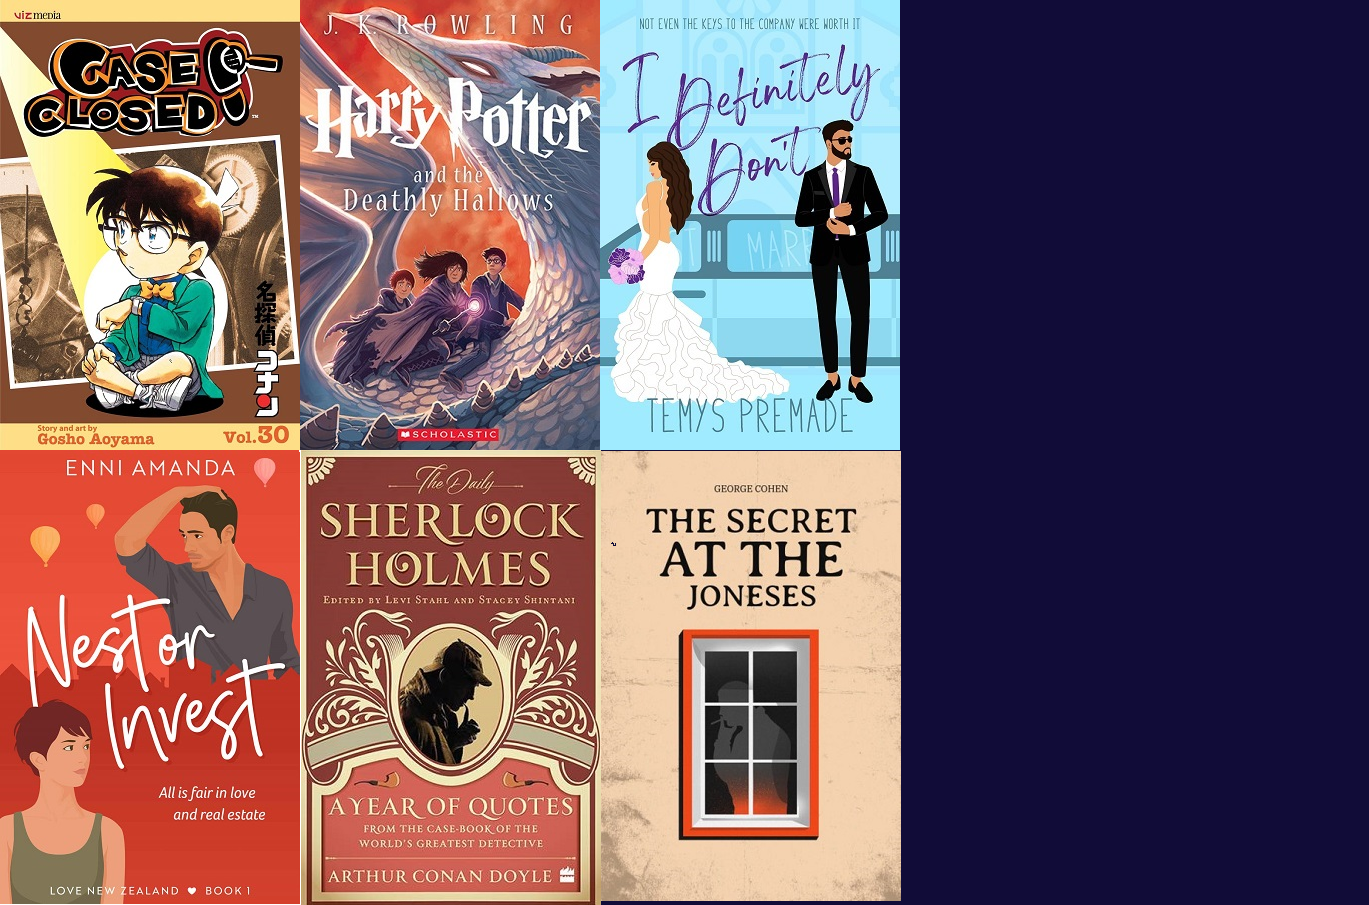 VIZ media
CASE
CLOSED
™
名探偵
コナン
Story and art by
Gosho Aoyama
Vol.30
J. K. ROWLING
Harry Potter
and the
Deathly Hallows
SCHOLASTIC
NOT EVEN THE KEYS TO THE COMPANY WERE WORTH IT
I Definitely
Don't
TEMYS PREMADE
ENNI AMANDA
Nest or
Invest
All is fair in love
and real estate
LOVE NEW ZEALAND ♥ BOOK 1
The Daily
SHERLOCK
HOLMES
EDITED BY LEVI STAHL AND STACEY SHINTANI
A YEAR OF QUOTES
FROM THE CASE-BOOK OF THE
WORLD'S GREATEST DETECTIVE
ARTHUR CONAN DOYLE
GEORGE COHEN
THE SECRET
AT THE
JONESES